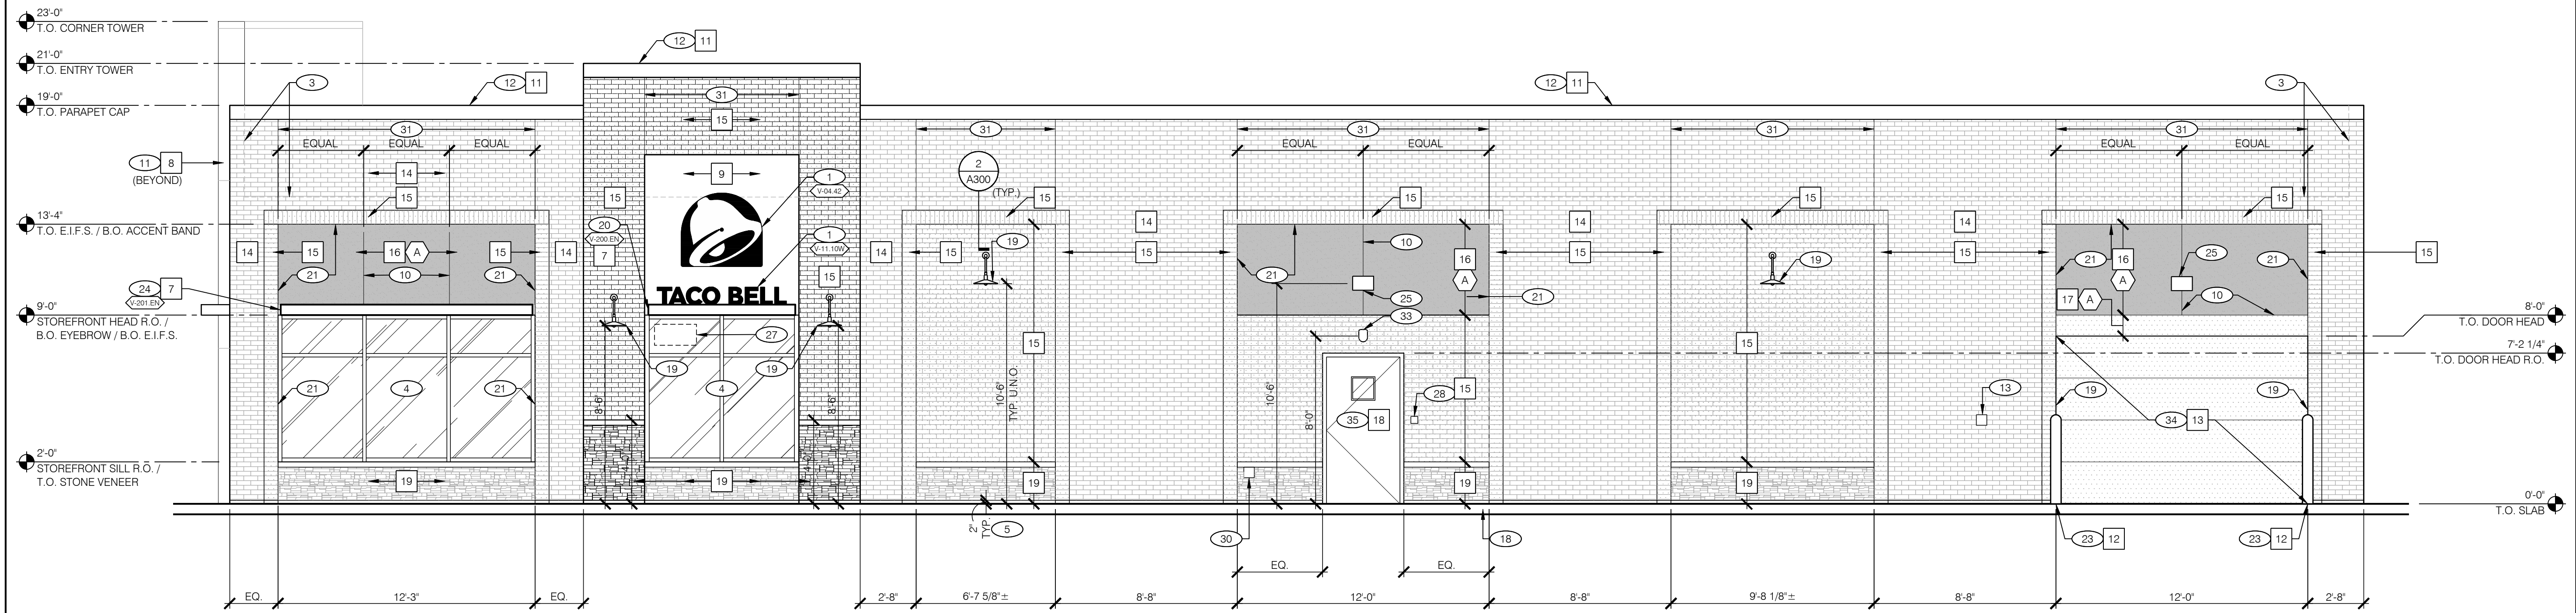 23'-0"
T.O. CORNER TOWER
21'-0"
T.O. ENTRY TOWER
19'-0"
T.O. PARAPET CAP
13'-4"
T.O. E.I.F.S. / B.O. ACCENT BAND
9'-0"
STOREFRONT HEAD R.O. /
B.O. EYEBROW / B.O. E.I.F.S.
2'-0"
STOREFRONT SILL R.O. /
T.O. STONE VENEER
11 8
(BEYOND)
24 7
V-201.EN
3
12 11
31
EQUAL EQUAL EQUAL
14
15
14 15 16 A 15 14
21 10 21
21 4 21
19
12 11
31
15
9
1
V-04.42
15
20
V-200.EN
7
1
V-11.10W
15
TACO BELL
27
19 19
4
8'-6" 8'-6"
19
31
2
A300
(TYP.)
15
14 15
19
15
10'-6"
TYP. U.N.O.
19
2"
TYP.
5
14
15
31
EQUAL EQUAL
15
10
16
A
21
25
21
33
10'-6"
8'-0"
28 15
35 18
19
30
18
EQ. EQ.
12 11
14
15
31
15
19
15
19
14
15
13
3
31
EQUAL EQUAL
15
21 16 25 21
A
17 A
10
15
19 19
34 13
23 12
23 12
8'-0"
T.O. DOOR HEAD
7'-2 1/4"
T.O. DOOR HEAD R.O.
0'-0"
T.O. SLAB
EQ. 12'-3" EQ. 2'-8" 6'-7 5/8"± 8'-8" 12'-0" 8'-8" 9'-8 1/8"± 8'-8" 12'-0" 2'-8"